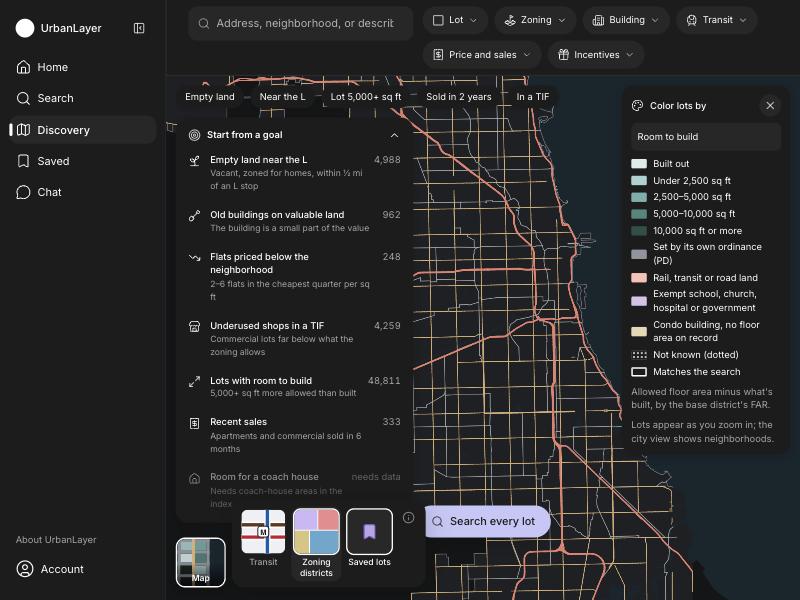 UrbanLayer
Home
Search
Discovery
Saved
Chat
About UrbanLayer
Account
Address, neighborhood, or descrit
Lot
Zoning
Building
Transit
Price and sales
Incentives
Empty land
Near the L
Lot 5,000+ sq ft
Sold in 2 years
In a TIF
Start from a goal
Empty land near the L 4,988
Vacant, zoned for homes, within ½ mi
of an L stop
Old buildings on valuable land 962
The building is a small part of the value
Flats priced below the 248
neighborhood
2–6 flats in the cheapest quarter per sq
ft
Underused shops in a TIF 4,259
Commercial lots far below what the
zoning allows
Lots with room to build 48,811
5,000+ sq ft more allowed than built
Recent sales 333
Apartments and commercial sold in 6
months
Room for a coach house needs data
Needs coach-house areas in the
index
Map
M
Transit
Zoning
districts
Saved lots
Search every lot
Color lots by
Room to build
Built out
Under 2,500 sq ft
2,500–5,000 sq ft
5,000–10,000 sq ft
10,000 sq ft or more
Set by its own ordinance
(PD)
Rail, transit or road land
Exempt school, church,
hospital or government
Condo building, no floor
area on record
Not known (dotted)
Matches the search
Allowed floor area minus what's
built, by the base district's FAR.
Lots appear as you zoom in; the
city view shows neighborhoods.